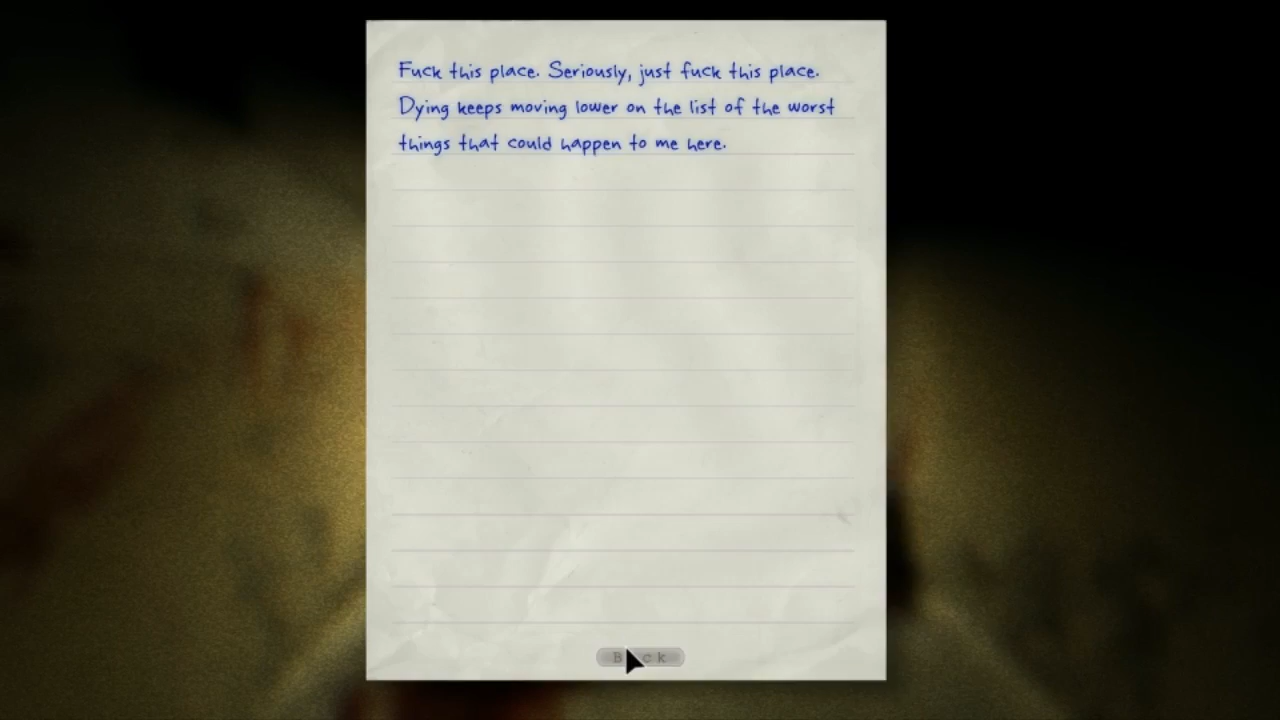 Fuck this place. Seriously, just fuck this place.
Dying keeps moving lower on the list of the worst
things that could happen to me here.
Back